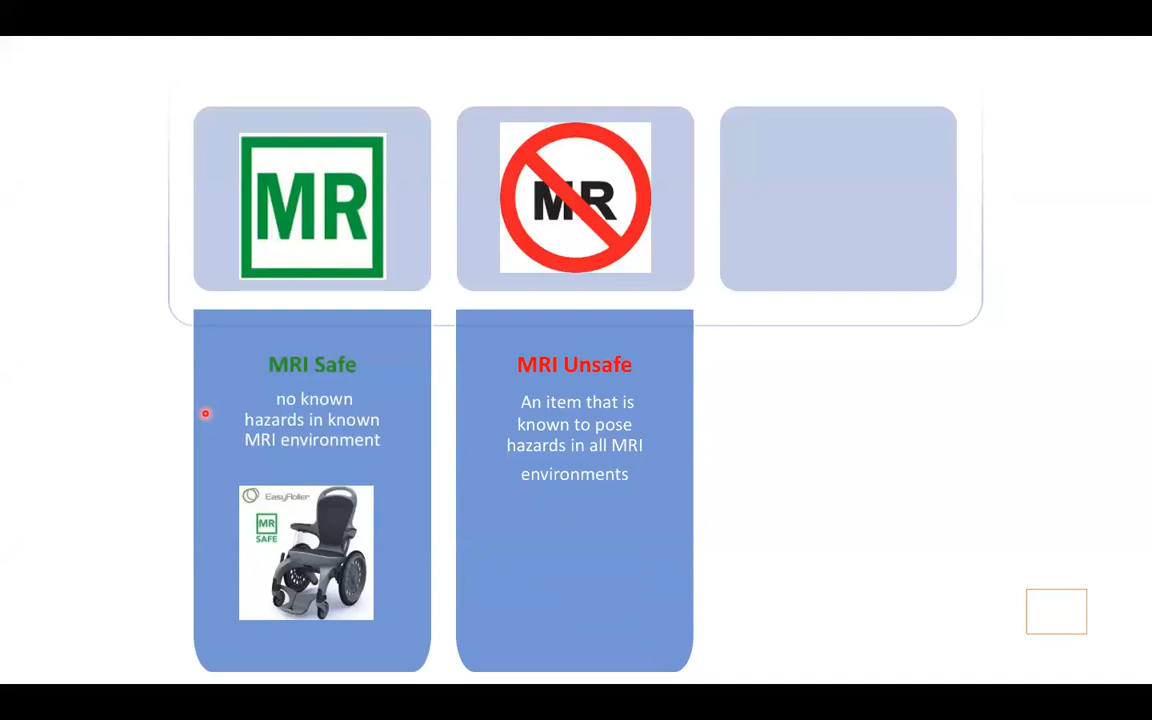 MR
MR
MRI Safe
no known
hazards in known
MRI environment
EasyRoller
MR
SAFE
MRI Unsafe
An item that is
known to pose
hazards in all MRI
environments